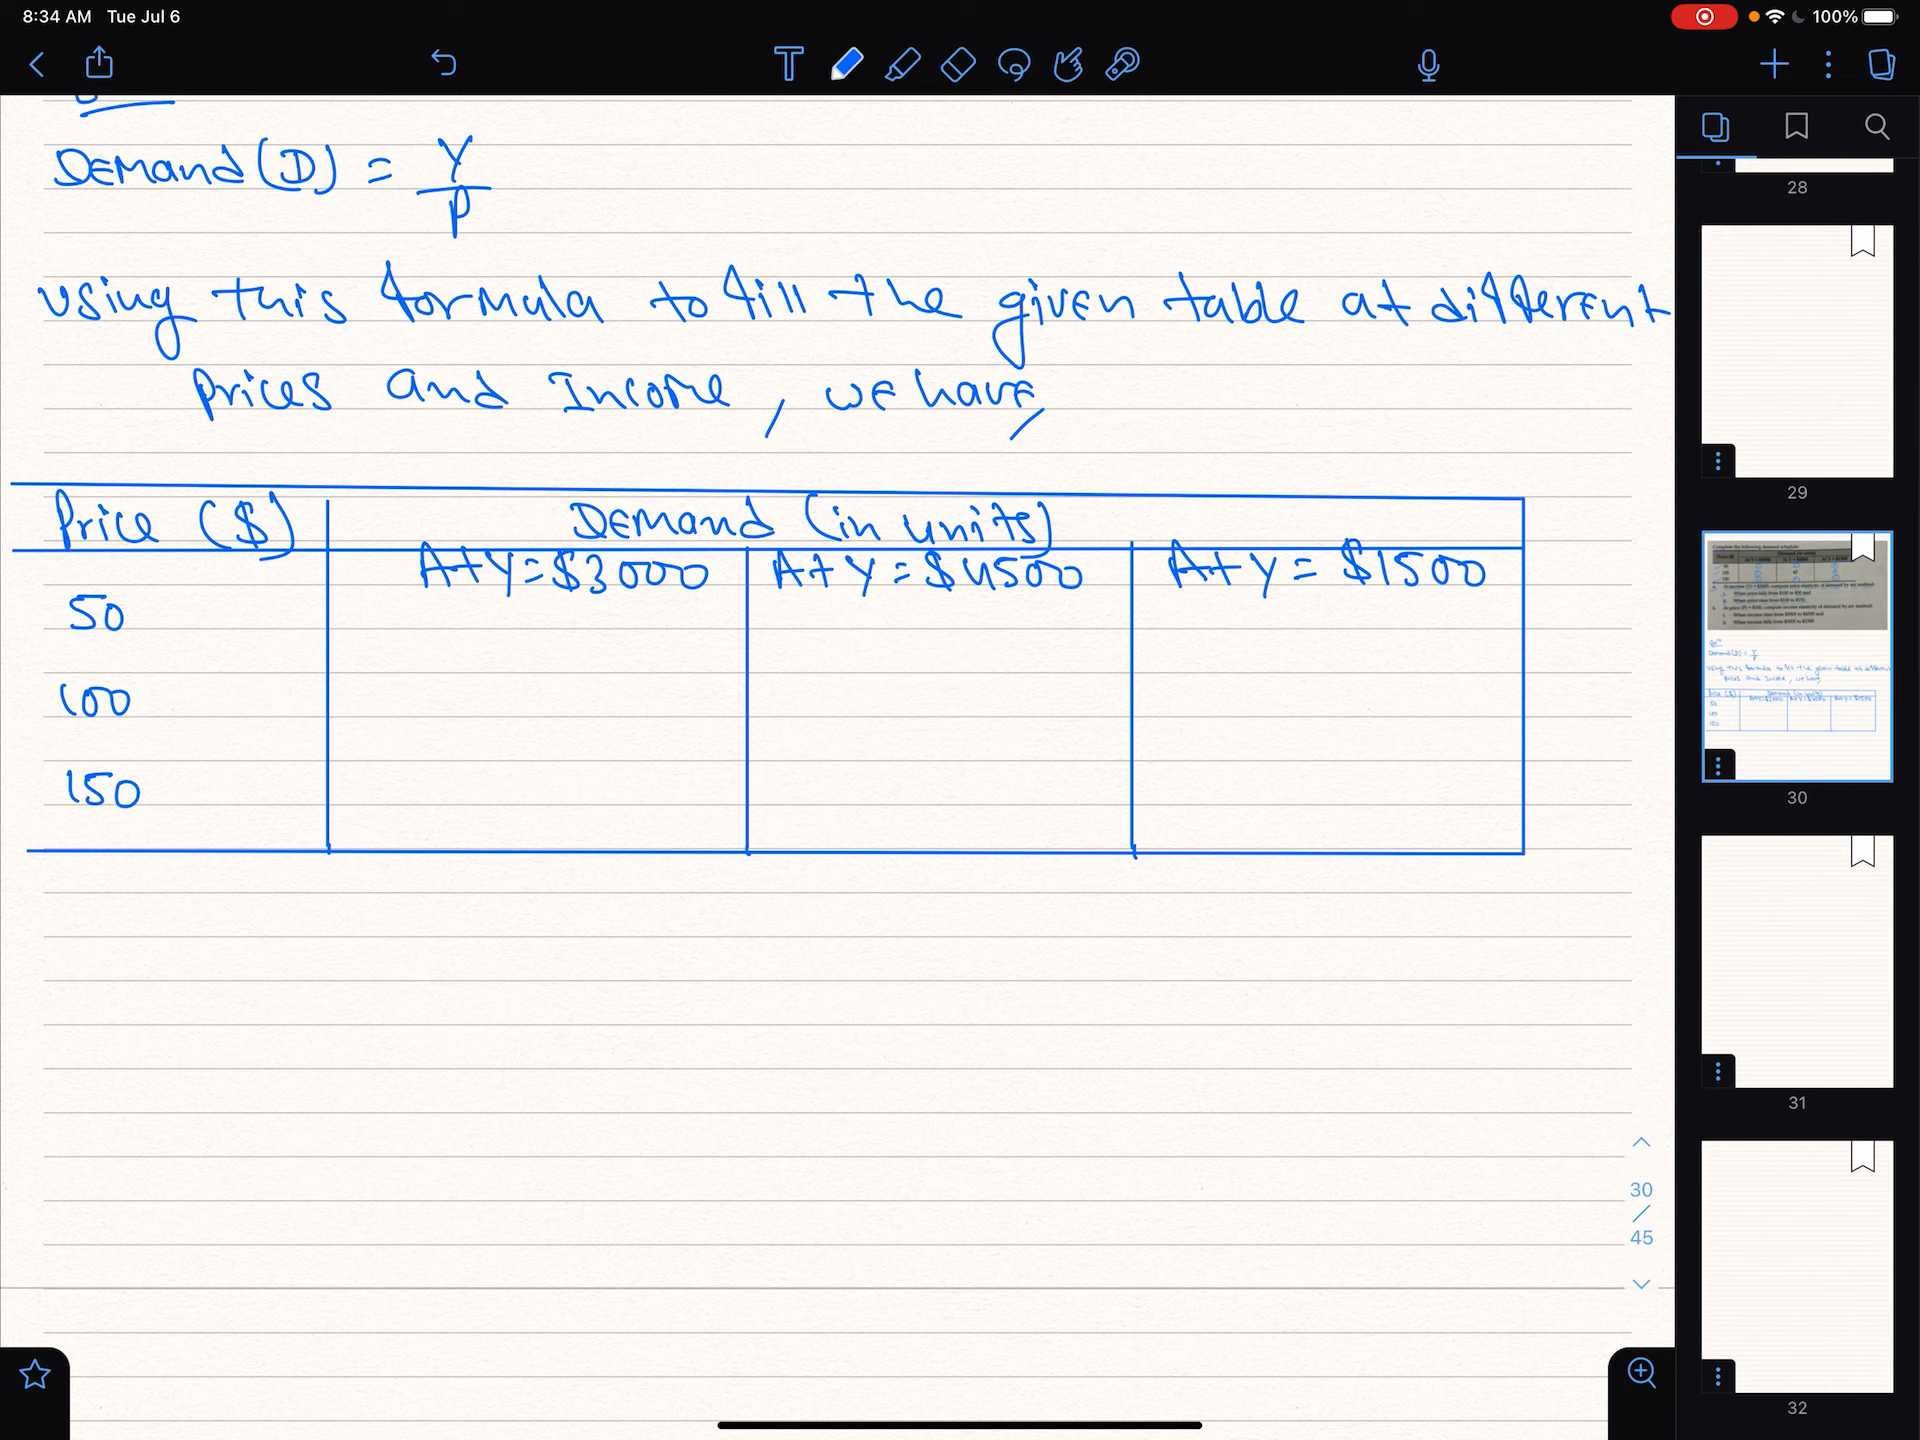 8:34 AM Tue Jul 6
100%
Demand (D) = Y
P
Using this formula to fill the given table at different
prices and Income, we have,
Price ($) Demand (in units)
At Y = $3000 At Y = $4500 At Y = $1500
50
100
150
28
29
30
31
32
30
/
45